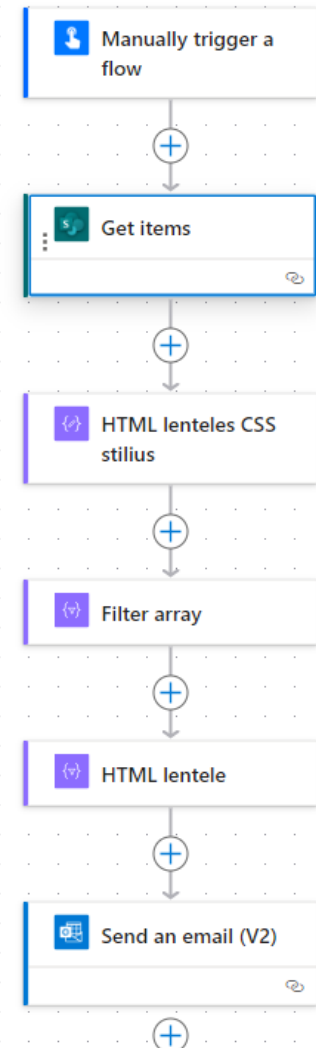 Manually trigger a
flow
Get items
HTML lenteles CSS
stilius
Filter array
HTML lentele
Send an email (V2)